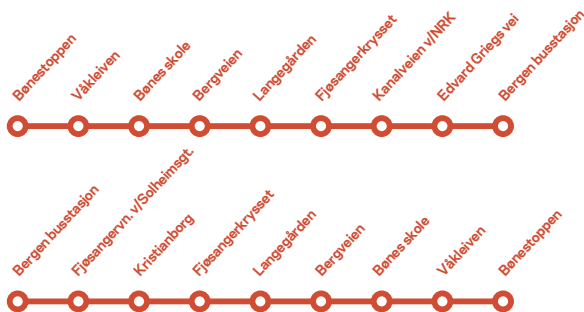 Bønestoppen
Våkleiven
Bønes skole
Bergveien
Langegården
Fjøsangerkrysset
Kanalveien v/NRK
Edvard Griegs vei
Bergen busstasjon
Bergen busstasjon
Fjøsangervn. v/Solheimsgt.
Kristianborg
Fjøsangerkrysset
Langegården
Bergveien
Bønes skole
Våkleiven
Bønestoppen